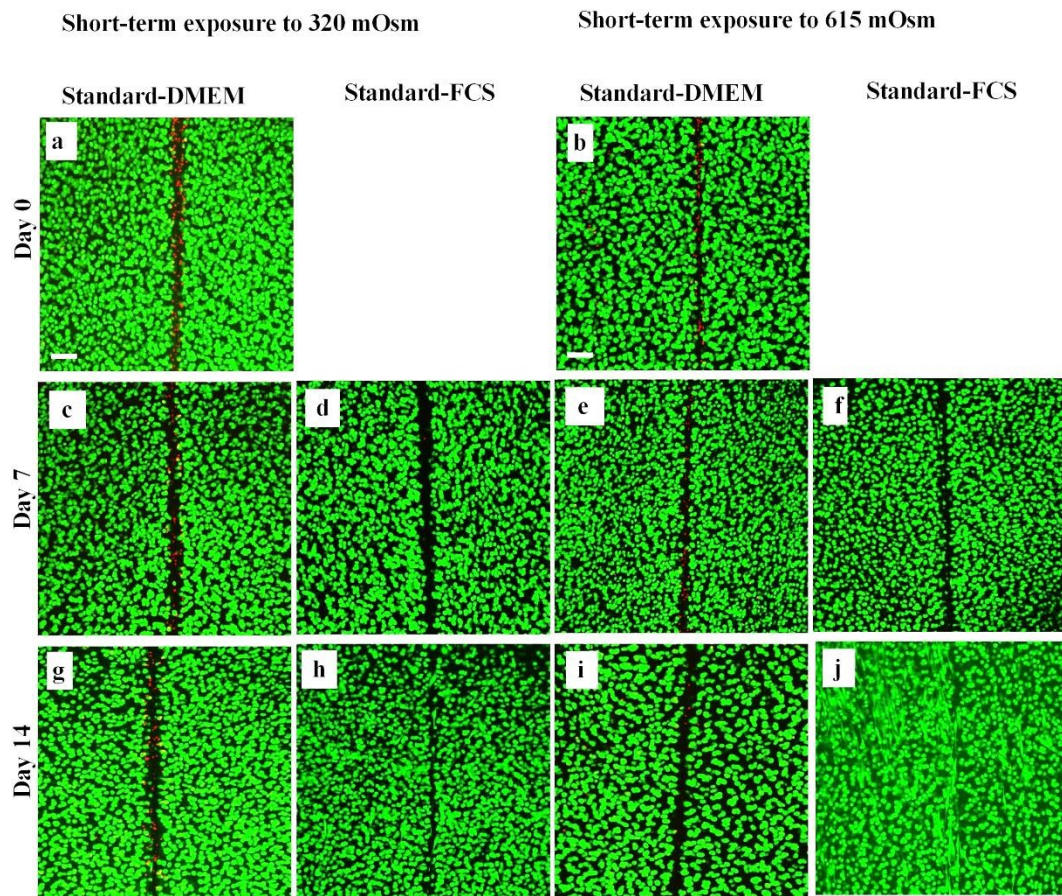 Short-term exposure to 320 mOsm
Short-term exposure to 615 mOsm
Standard-DMEM
Standard-FCS
Standard-DMEM
Standard-FCS
Day 0
a
b
Day 7
c
d
e
f
Day 14
g
h
i
j